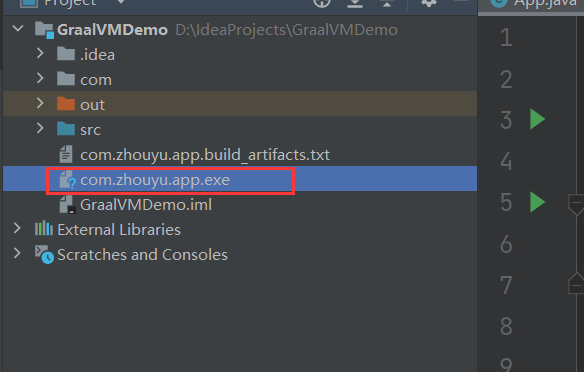 Project
App.java
GraalVMDemo D:\IdeaProjects\GraalVMDemo
.idea
com
out
src
com.zhouyu.app.build_artifacts.txt
com.zhouyu.app.exe
GraalVMDemo.iml
External Libraries
Scratches and Consoles
1
2
3
4
5
6
7
8
9